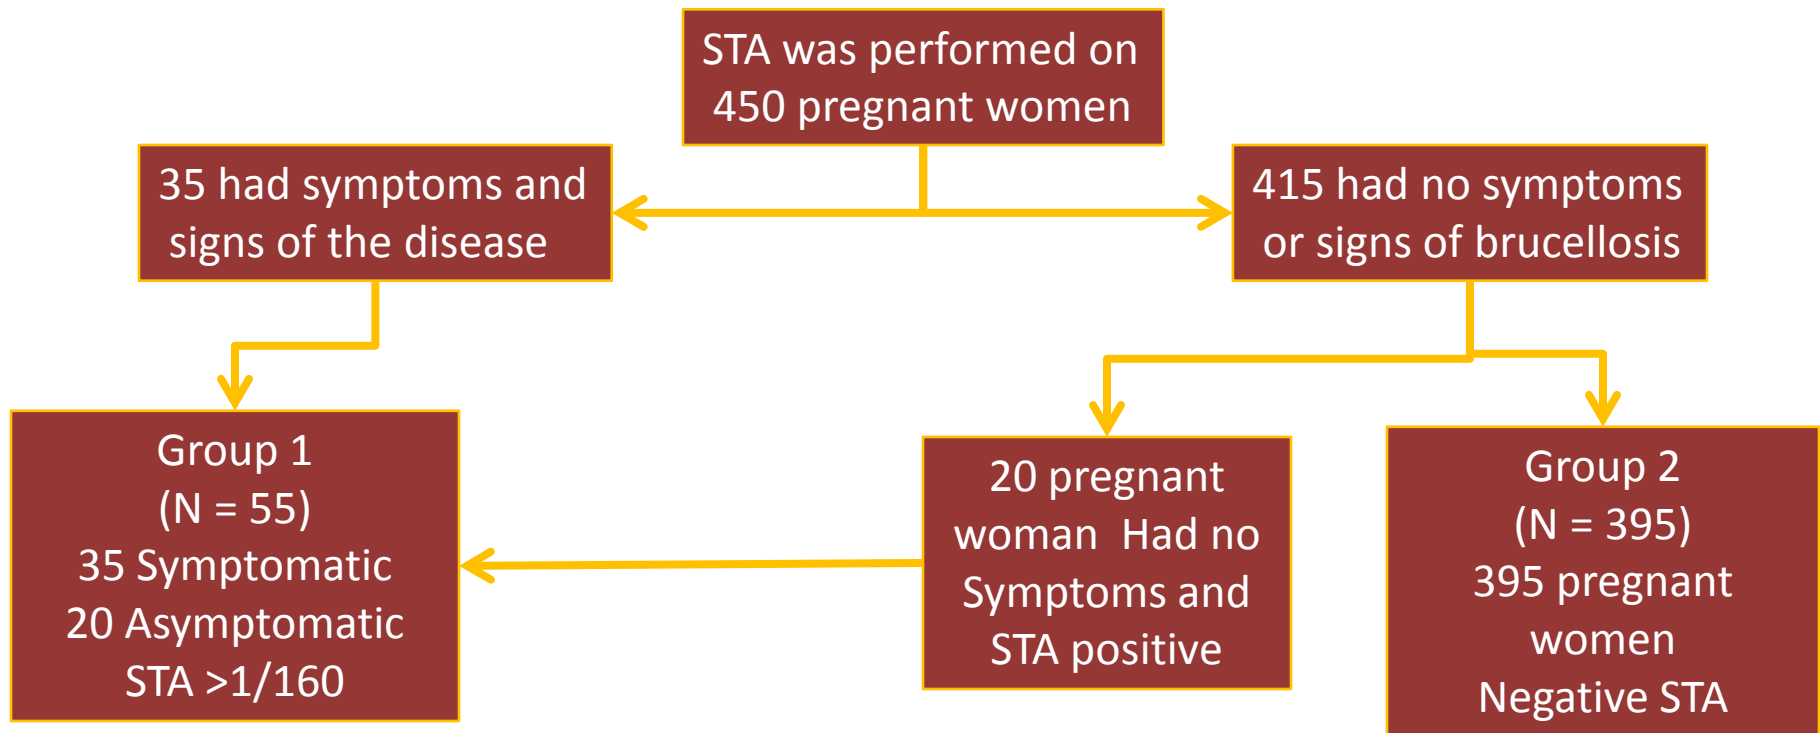 STA was performed on
450 pregnant women
35 had symptoms and
signs of the disease
415 had no symptoms
or signs of brucellosis
Group 1
(N = 55)
35 Symptomatic
20 Asymptomatic
STA >1/160
20 pregnant
woman  Had no
Symptoms and
STA positive
Group 2
(N = 395)
395 pregnant
women
Negative STA